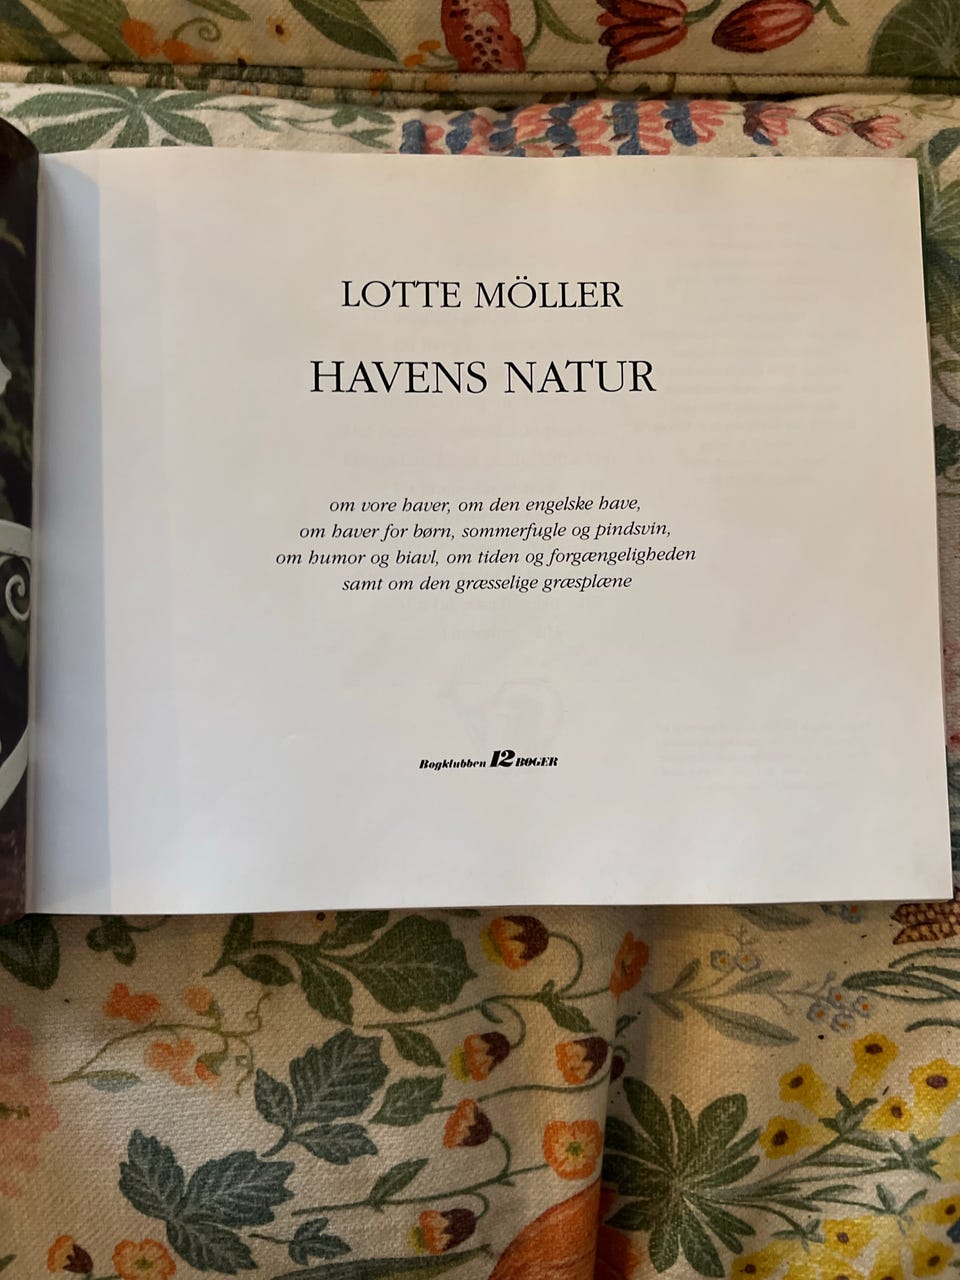 LOTTE MÖLLER
HAVENS NATUR
om vore haver, om den engelske have,
om haver for børn, sommerfugle og pindsvin,
om humor og biavl, om tiden og forgængeligheden
samt om den græsselige græsplæne
Bogklubben 12 BØGER